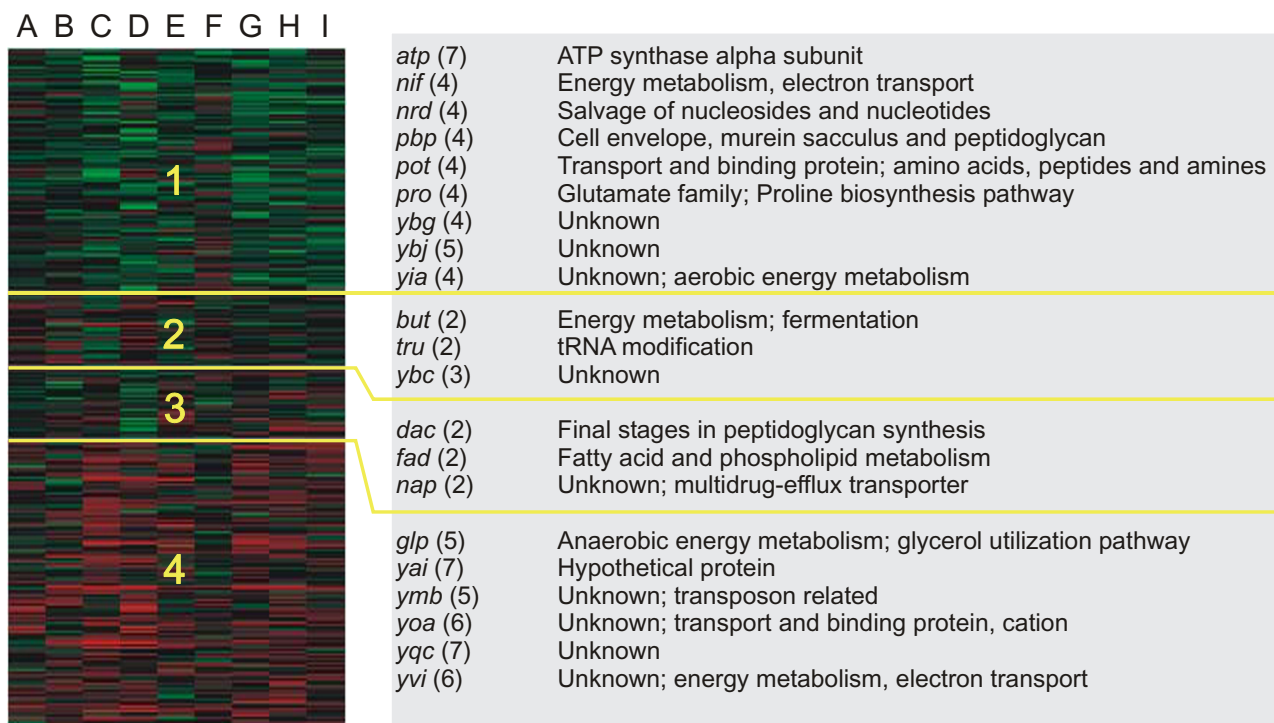 A B C D E F G H I
1
2
3
4
atp (7) ATP synthase alpha subunit
nif (4) Energy metabolism, electron transport
nrd (4) Salvage of nucleosides and nucleotides
pbp (4) Cell envelope, murein sacculus and peptidoglycan
pot (4) Transport and binding protein; amino acids, peptides and amines
pro (4) Glutamate family; Proline biosynthesis pathway
ybg (4) Unknown
ybj (5) Unknown
yia (4) Unknown; aerobic energy metabolism
but (2) Energy metabolism; fermentation
tru (2) tRNA modification
ybc (3) Unknown
dac (2) Final stages in peptidoglycan synthesis
fad (2) Fatty acid and phospholipid metabolism
nap (2) Unknown; multidrug-efflux transporter
glp (5) Anaerobic energy metabolism; glycerol utilization pathway
yai (7) Hypothetical protein
ymb (5) Unknown; transposon related
yoa (6) Unknown; transport and binding protein, cation
yqc (7) Unknown
yvi (6) Unknown; energy metabolism, electron transport